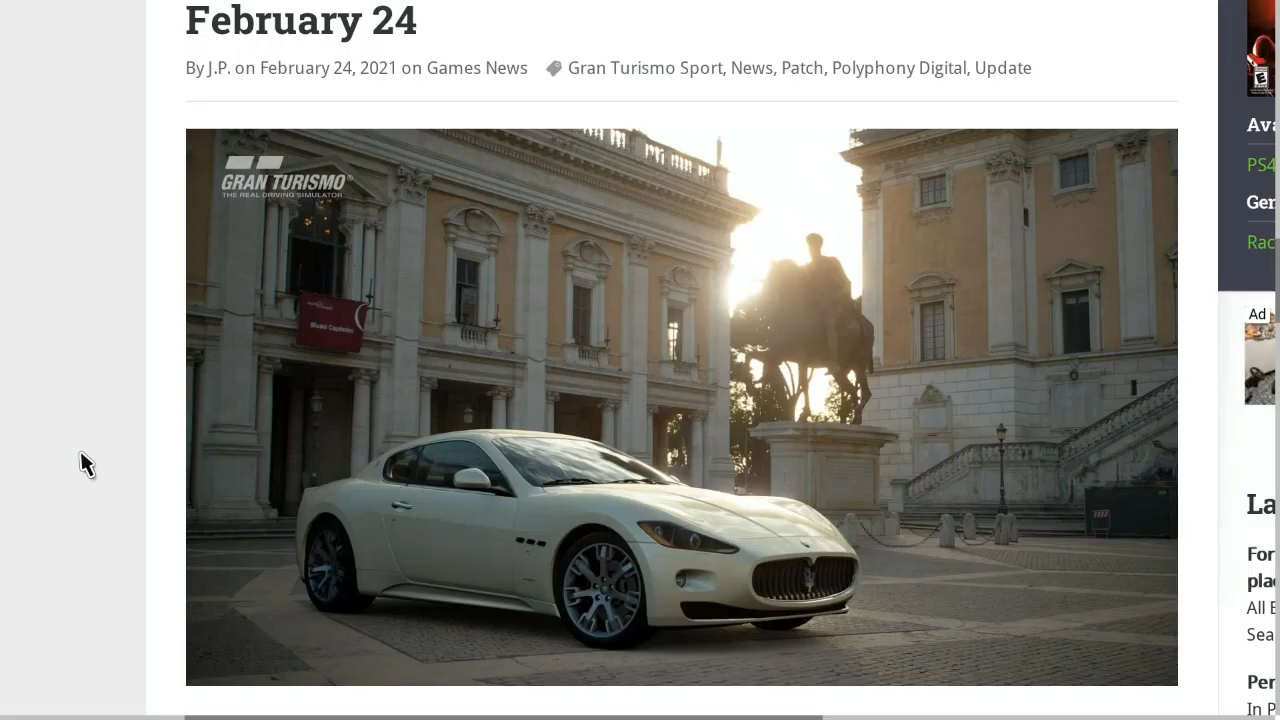 February 24
By J.P. on February 24, 2021 on Games News Gran Turismo Sport, News, Patch, Polyphony Digital, Update
GRAN TURISMO
THE REAL DRIVING SIMULATOR
Musei Capitolini
E
Ava
PS4
Gen
Rac
Ad
La
For
plac
All E
Sea
Per
In P